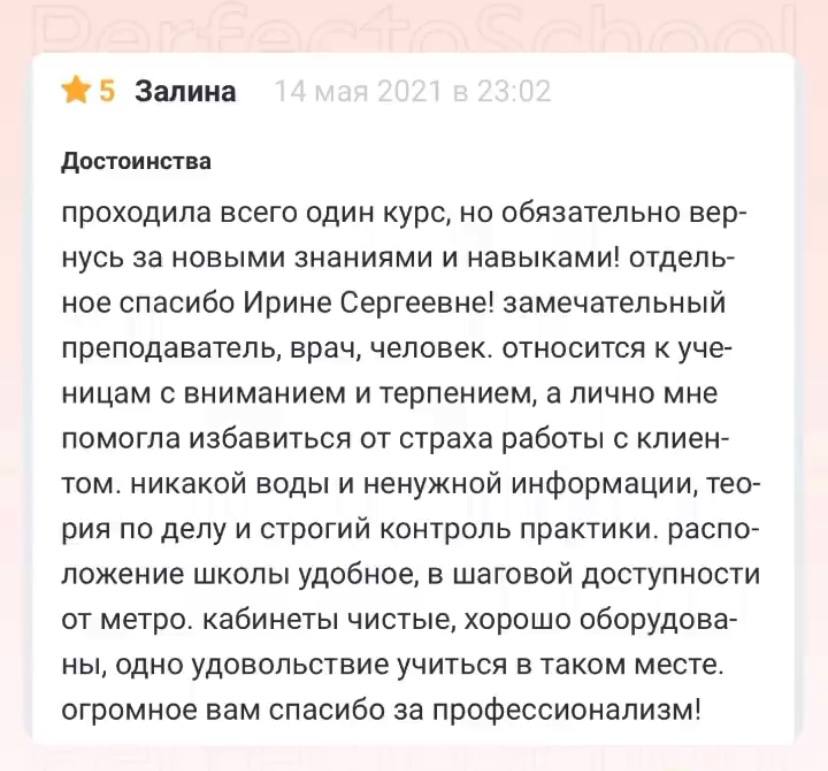 PerfectoSchool
5 Залина 14 мая 2021 в 23:02
Достоинства
проходила всего один курс, но обязательно вер-
нусь за новыми знаниями и навыками! отдель-
ное спасибо Ирине Сергеевне! замечательный
преподаватель, врач, человек. относится к уче-
ницам с вниманием и терпением, а лично мне
помогла избавиться от страха работы с клиен-
том. никакой воды и ненужной информации, тео-
рия по делу и строгий контроль практики. распо-
ложение школы удобное, в шаговой доступности
от метро. кабинеты чистые, хорошо оборудова-
ны, одно удовольствие учиться в таком месте.
огромное вам спасибо за профессионализм!